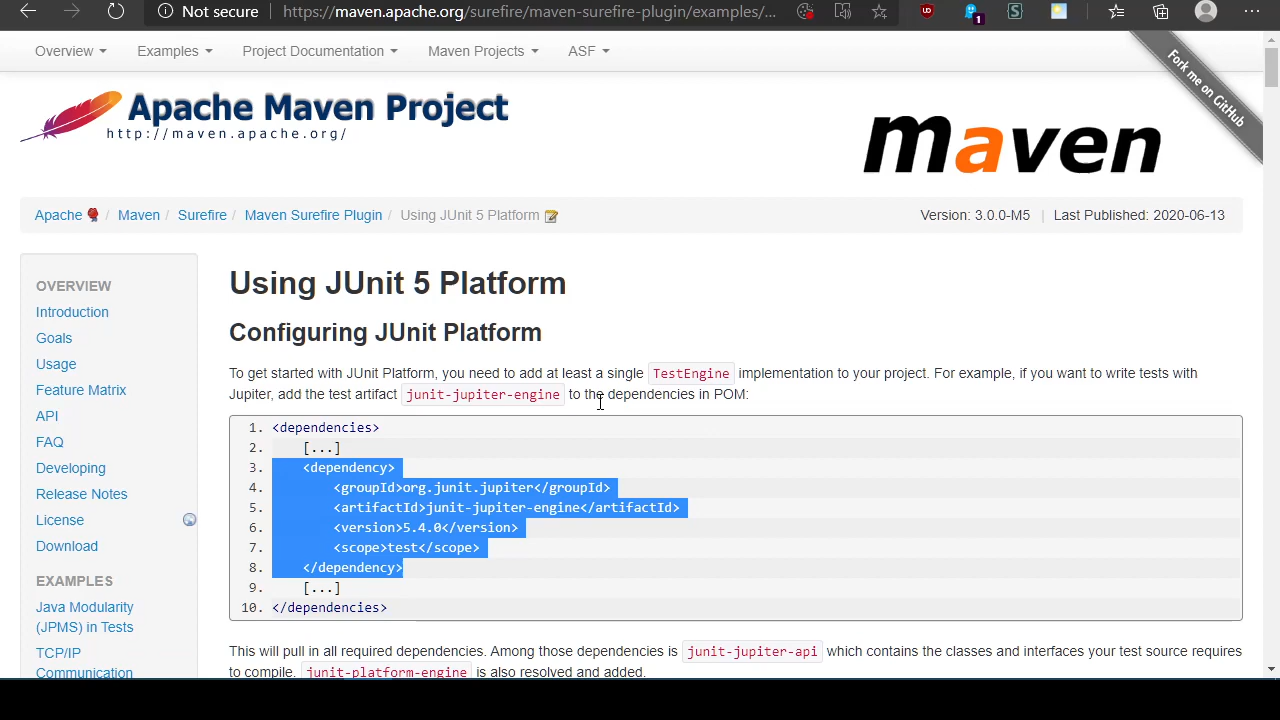 Not secure https://maven.apache.org/surefire/maven-surefire-plugin/examples/...
1
Overview Examples Project Documentation Maven Projects ASF
Fork me on GitHub
Apache Maven Project
http://maven.apache.org/
maven
Apache / Maven / Surefire / Maven Surefire Plugin / Using JUnit 5 Platform Version: 3.0.0-M5 | Last Published: 2020-06-13
OVERVIEW
Introduction
Goals
Usage
Feature Matrix
API
FAQ
Developing
Release Notes
License
Download
EXAMPLES
Java Modularity
(JPMS) in Tests
TCP/IP
Communication
Using JUnit 5 Platform
Configuring JUnit Platform
To get started with JUnit Platform, you need to add at least a single TestEngine implementation to your project. For example, if you want to write tests with
Jupiter, add the test artifact junit-jupiter-engine to the dependencies in POM:
1. <dependencies>
2. [...]
3. <dependency>
4. <groupId>org.junit.jupiter</groupId>
5. <artifactId>junit-jupiter-engine</artifactId>
6. <version>5.4.0</version>
7. <scope>test</scope>
8. </dependency>
9. [...]
10. </dependencies>
This will pull in all required dependencies. Among those dependencies is junit-jupiter-api which contains the classes and interfaces your test source requires
to compile. junit-platform-engine is also resolved and added.